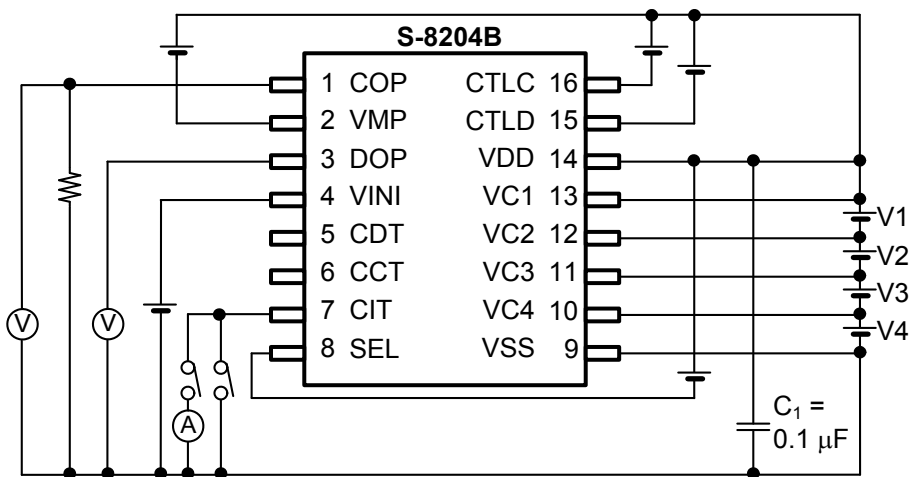 S-8204B
1 COP CTLC 16
2 VMP CTLD 15
3 DOP VDD 14
4 VINI VC1 13
5 CDT VC2 12
6 CCT VC3 11
7 CIT VC4 10
8 SEL VSS 9
V1
V2
V3
V4
V
V
A
C₁ =
0.1 µF